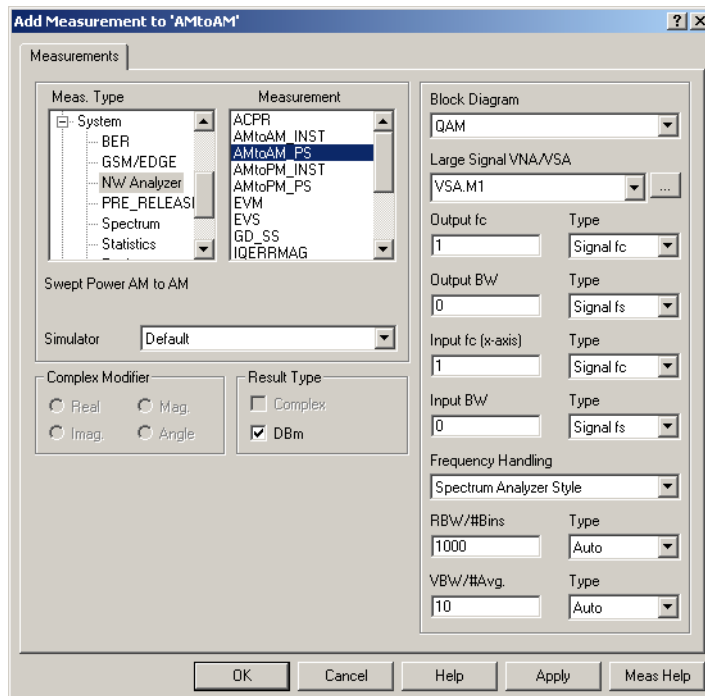 Add Measurement to 'AMtoAM'
Measurements
Meas. Type
System
BER
GSM/EDGE
NW Analyzer
PRE_RELEASI
Spectrum
Statistics
Measurement
ACPR
AMtoAM_INST
AMtoAM_PS
AMtoPM_INST
AMtoPM_PS
EVM
EVS
GD_SS
IQERRMAG
Swept Power AM to AM
Simulator
Default
Complex Modifier
Real
Mag.
Imag.
Angle
Result Type
Complex
DBm
Block Diagram
QAM
Large Signal VNA/VSA
VSA.M1
...
Output fc
Type
1
Signal fc
Output BW
Type
0
Signal fs
Input fc (x-axis)
Type
1
Signal fc
Input BW
Type
0
Signal fs
Frequency Handling
Spectrum Analyzer Style
RBW/#Bins
Type
1000
Auto
VBW/#Avg.
Type
10
Auto
OK
Cancel
Help
Apply
Meas Help